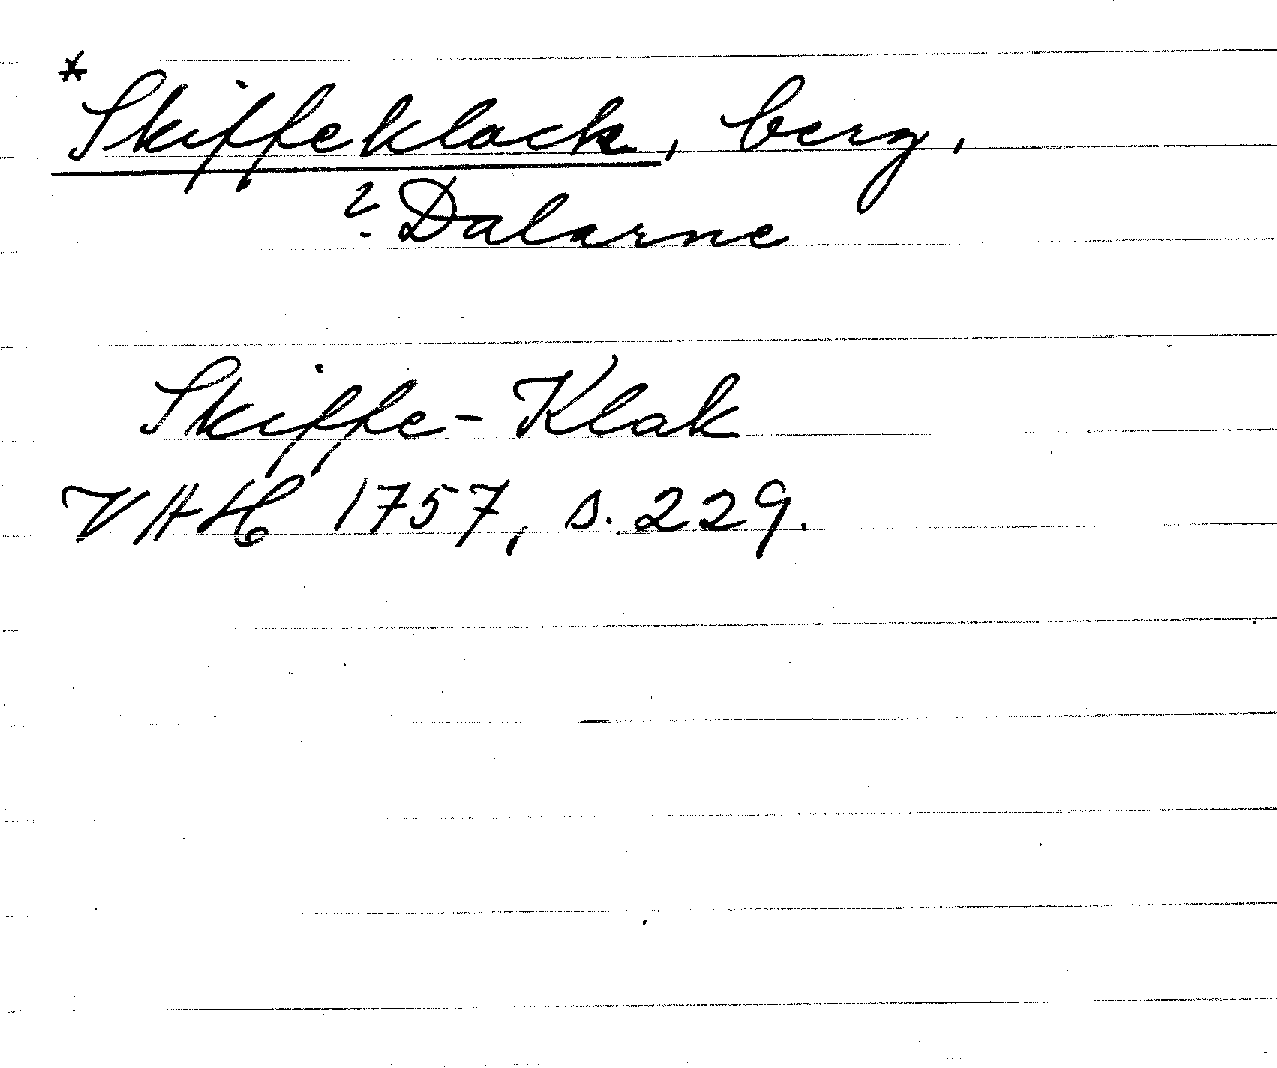 *Skiffeklack, berg,
? Dalarne
Skiffe-Klak
VAH 1757, s. 229.